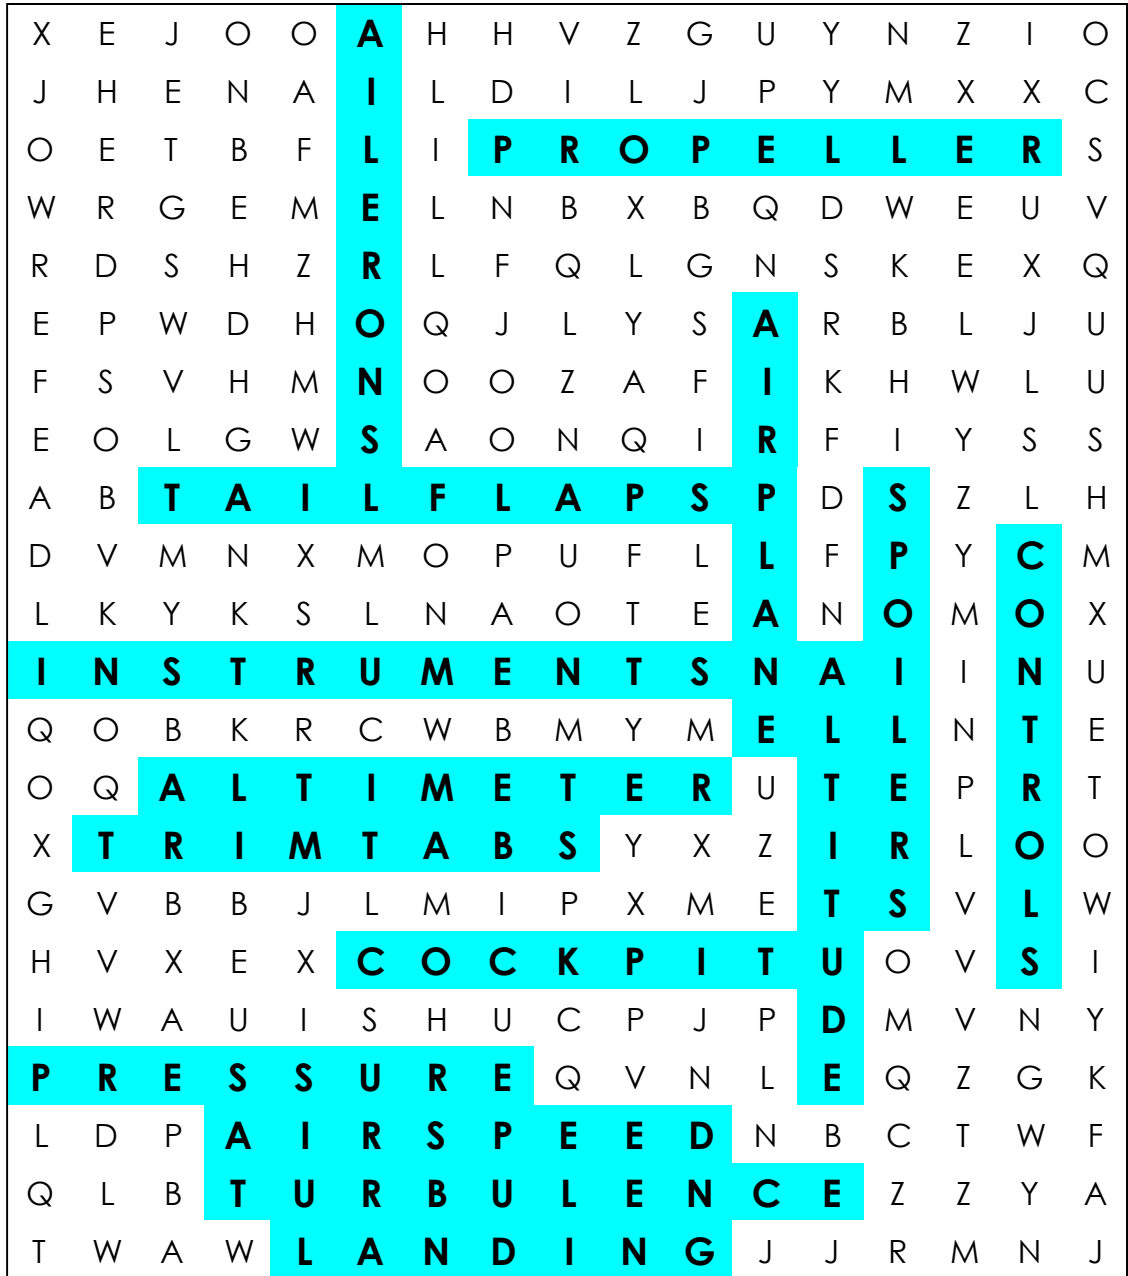 X E J O O A H H V Z G U Y N Z I O
J H E N A I L D I L J P Y M X X C
O E T B F L I P R O P E L L E R S
W R G E M E L N B X B Q D W E U V
R D S H Z R L F Q L G N S K E X Q
E P W D H O Q J L Y S A R B L J U
F S V H M N O O Z A F I K H W L U
E O L G W S A O N Q I R F I Y S S
A B T A I L F L A P S P D S Z L H
D V M N X M O P U F L L F P Y C M
L K Y K S L N A O T E A N O M O X
I N S T R U M E N T S N A I I N U
Q O B K R C W B M Y M E L L N T E
O Q A L T I M E T E R U T E P R T
X T R I M T A B S Y X Z I R L O O
G V B B J L M I P X M E T S V L W
H V X E X C O C K P I T U O V S I
I W A U I S H U C P J P D M V N Y
P R E S S U R E Q V N L E Q Z G K
L D P A I R S P E E D N B C T W F
Q L B T U R B U L E N C E Z Z Y A
T W A W L A N D I N G J J R M N J